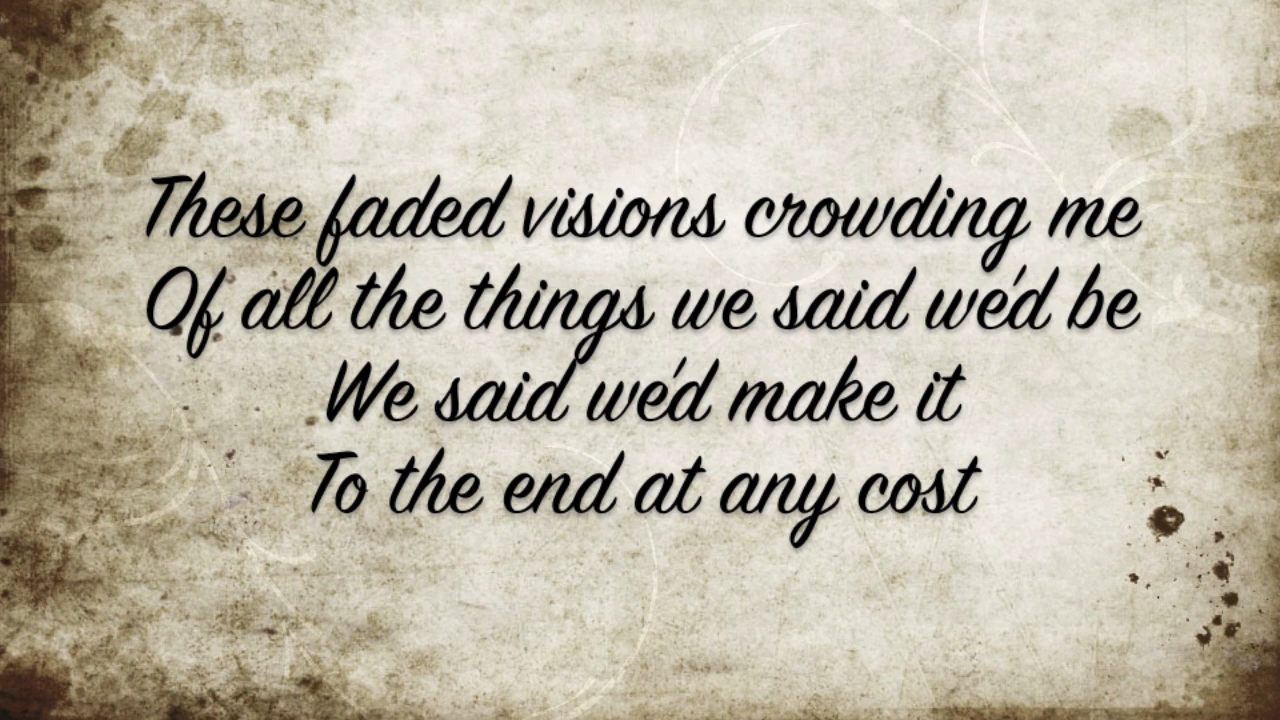 These faded visions crowding me
Of all the things we said we'd be
We said we'd make it
To the end at any cost